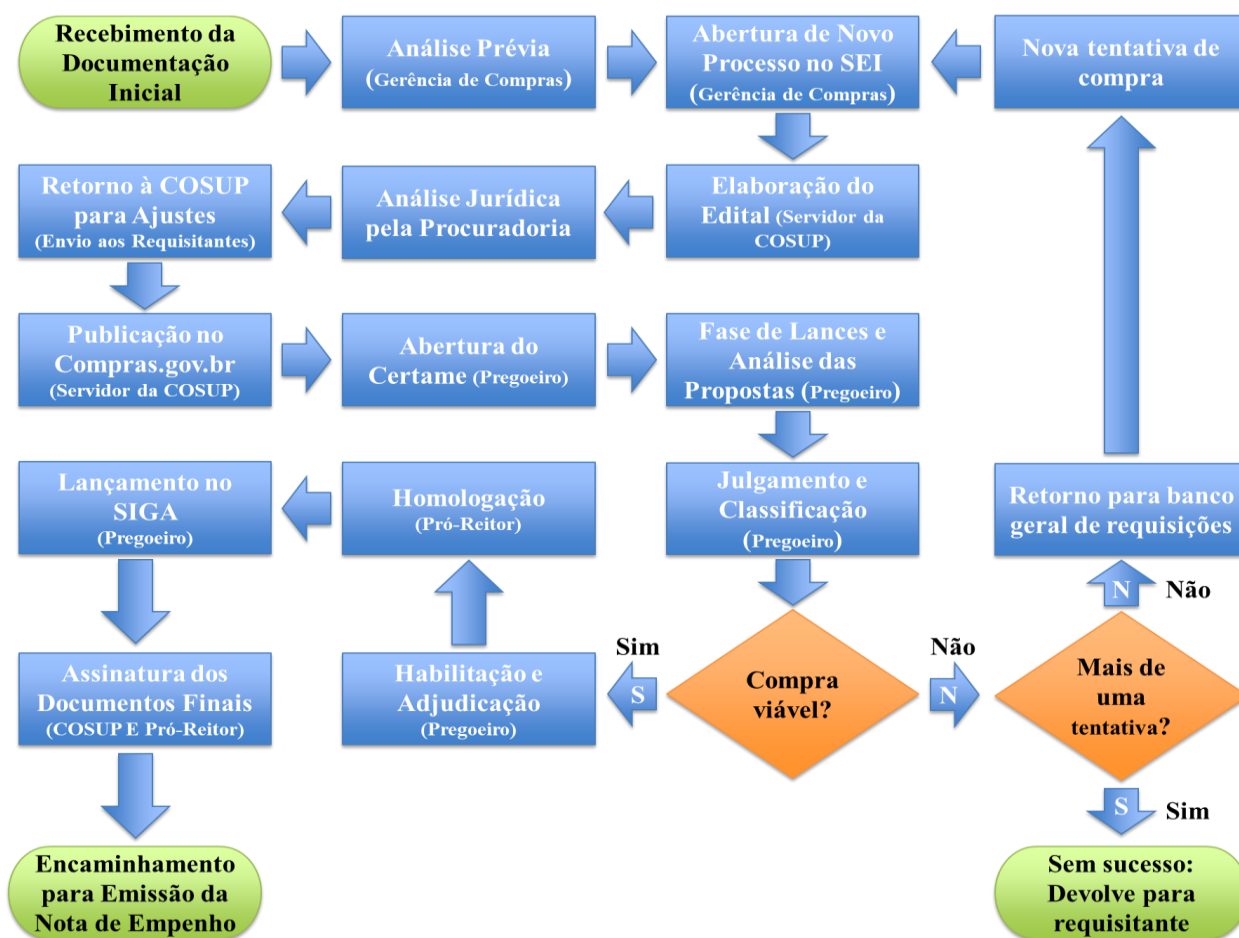 Recebimento da
Documentação
Inicial
Análise Prévia
(Gerência de Compras)
Abertura de Novo
Processo no SEI
(Gerência de Compras)
Nova tentativa de
compra
Retorno à COSUP
para Ajustes
(Envio aos Requisitantes)
Análise Jurídica
pela Procuradoria
Elaboração do
Edital (Servidor da
COSUP)
Publicação no
Compras.gov.br
(Servidor da COSUP)
Abertura do
Certame (Pregoeiro)
Fase de Lances e
Análise das
Propostas (Pregoeiro)
Lançamento no
SIGA
(Pregoeiro)
Homologação
(Pró-Reitor)
Julgamento e
Classificação
(Pregoeiro)
Retorno para banco
geral de requisições
N Não
Assinatura dos
Documentos Finais
(COSUP E Pró-Reitor)
Habilitação e
Adjudicação
(Pregoeiro)
Sim
S
Compra
viável?
Não
N
Mais de
uma
tentativa?
S Sim
Encaminhamento
para Emissão da
Nota de Empenho
Sem sucesso:
Devolve para
requisitante